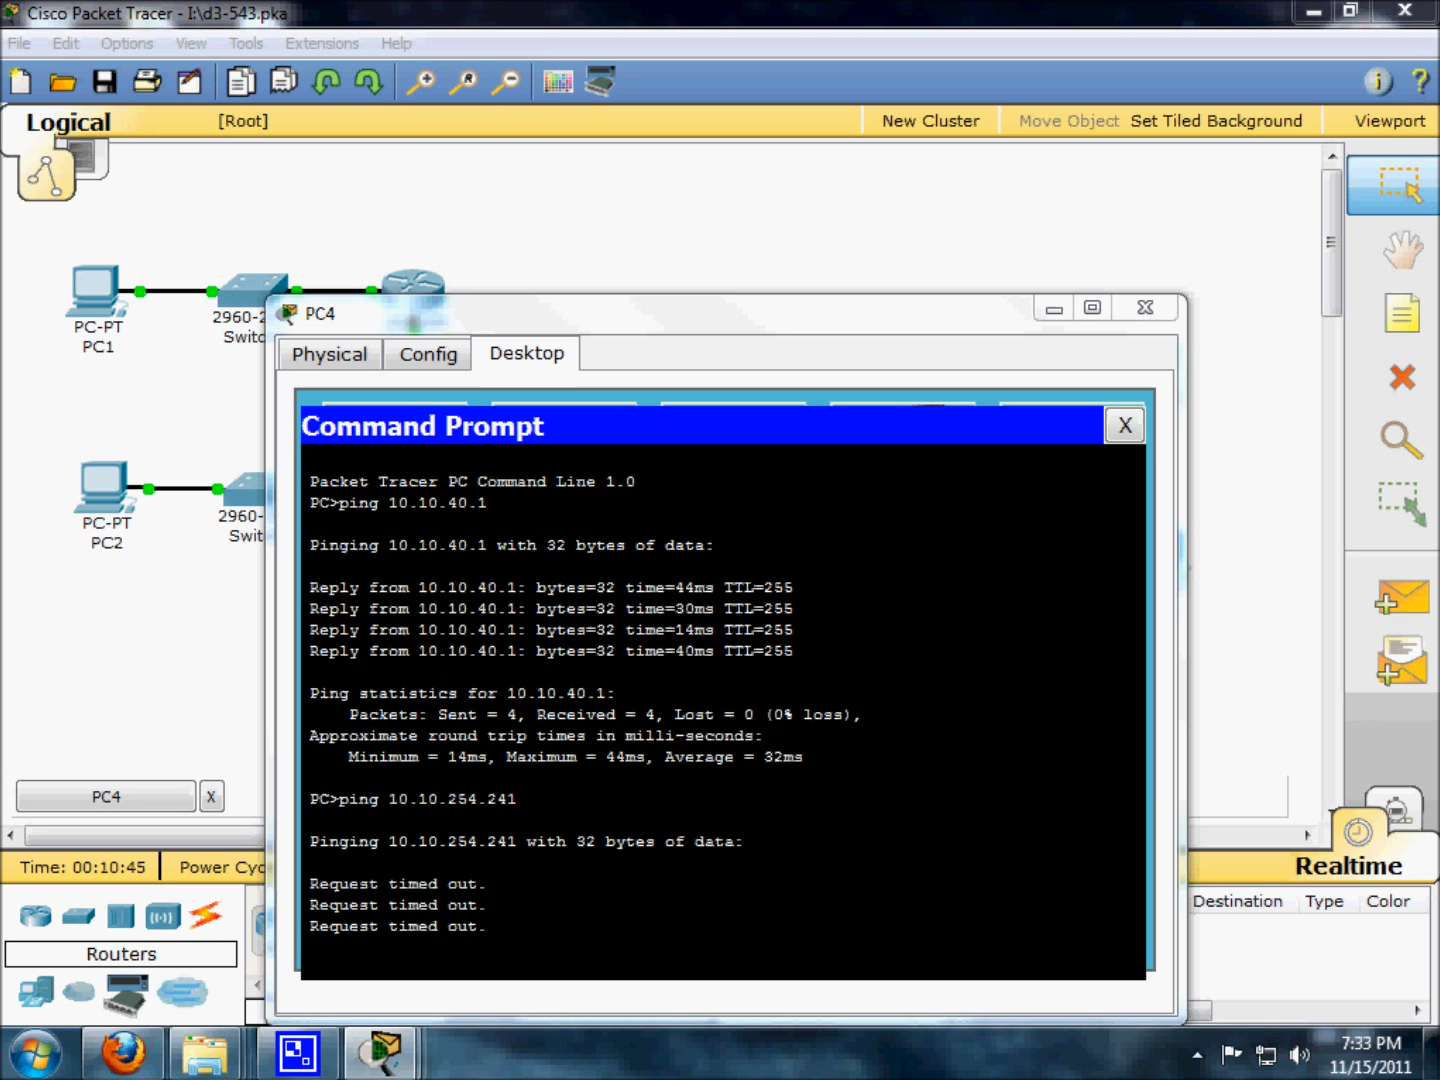 Cisco Packet Tracer - I:\d3-543.pka
File Edit Options View Tools Extensions Help
Logical [Root] New Cluster Move Object Set Tiled Background Viewport
PC-PT
PC1
2960-2
Switc
PC4
Physical Config Desktop
Command Prompt X
Packet Tracer PC Command Line 1.0
PC>ping 10.10.40.1
Pinging 10.10.40.1 with 32 bytes of data:
Reply from 10.10.40.1: bytes=32 time=44ms TTL=255
Reply from 10.10.40.1: bytes=32 time=30ms TTL=255
Reply from 10.10.40.1: bytes=32 time=14ms TTL=255
Reply from 10.10.40.1: bytes=32 time=40ms TTL=255
Ping statistics for 10.10.40.1:
Packets: Sent = 4, Received = 4, Lost = 0 (0% loss),
Approximate round trip times in milli-seconds:
Minimum = 14ms, Maximum = 44ms, Average = 32ms
PC>ping 10.10.254.241
Pinging 10.10.254.241 with 32 bytes of data:
Request timed out.
Request timed out.
Request timed out.
PC-PT
PC2
2960-
Swit
PC4 X
Time: 00:10:45 Power Cyc
Realtime
Routers
Destination Type Color
7:33 PM
11/15/2011